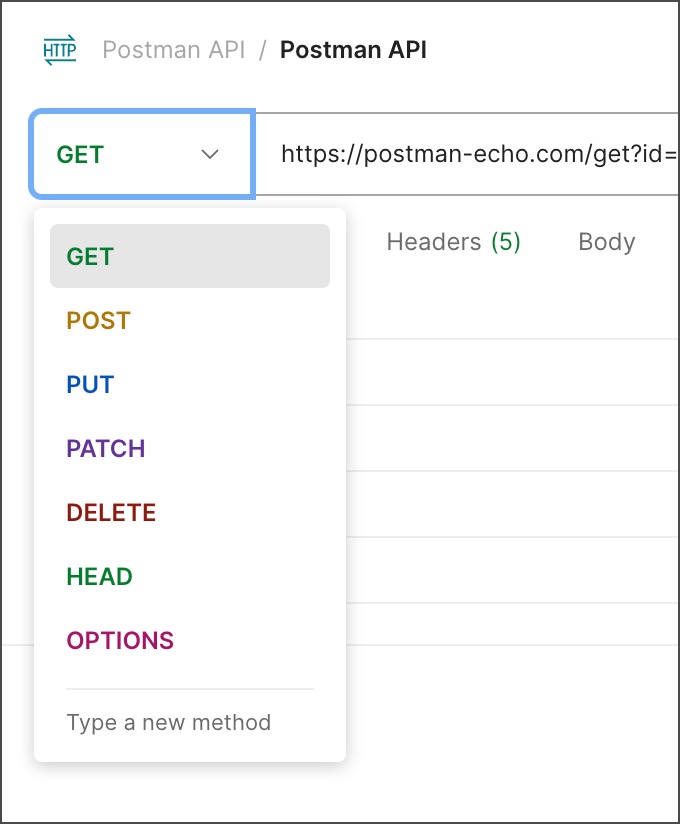 HTTP Postman API / Postman API
GET https://postman-echo.com/get?id=
Headers (5) Body
GET
POST
PUT
PATCH
DELETE
HEAD
OPTIONS
Type a new method